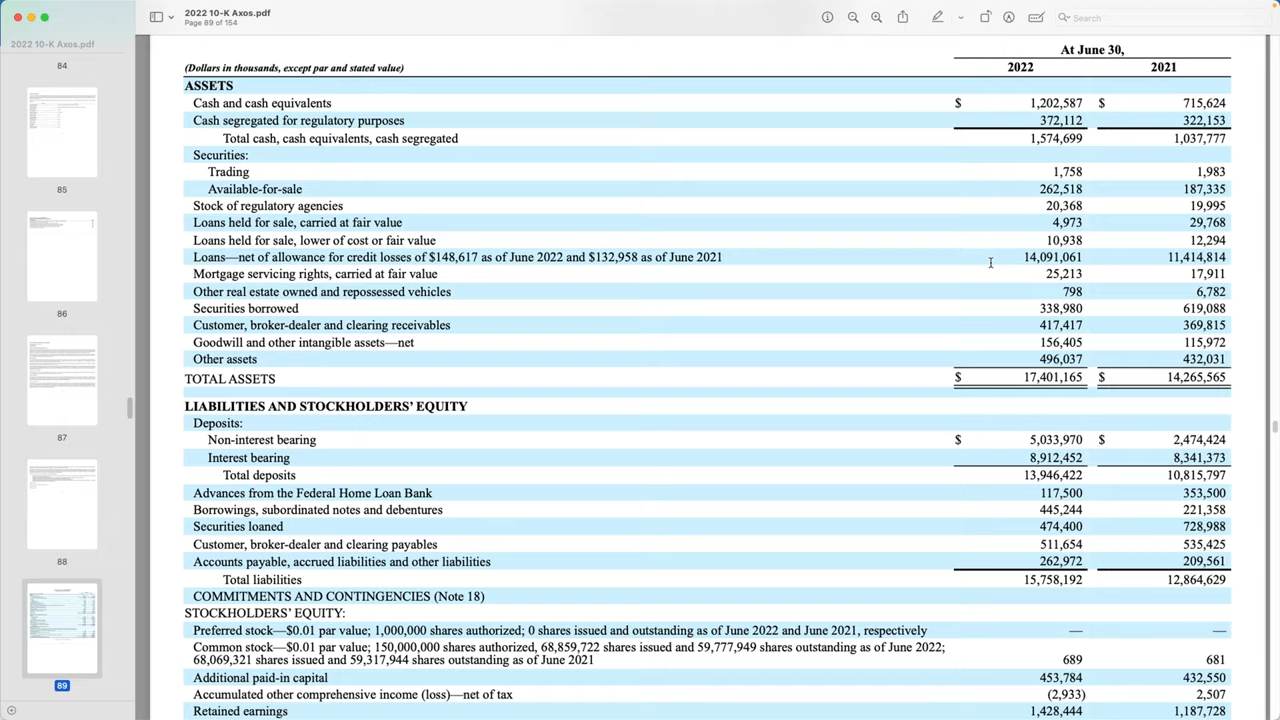 2022 10-K Axos.pdf
Page 89 of 154
Search
2022 10-K Axos.pdf
84
85
86
87
88
89
At June 30,
(Dollars in thousands, except par and stated value) 2022 2021
ASSETS
Cash and cash equivalents $ 1,202,587 $ 715,624
Cash segregated for regulatory purposes 372,112 322,153
Total cash, cash equivalents, cash segregated 1,574,699 1,037,777
Securities:
Trading 1,758 1,983
Available-for-sale 262,518 187,335
Stock of regulatory agencies 20,368 19,995
Loans held for sale, carried at fair value 4,973 29,768
Loans held for sale, lower of cost or fair value 10,938 12,294
Loans—net of allowance for credit losses of $148,617 as of June 2022 and $132,958 as of June 2021 14,091,061 11,414,814
Mortgage servicing rights, carried at fair value 25,213 17,911
Other real estate owned and repossessed vehicles 798 6,782
Securities borrowed 338,980 619,088
Customer, broker-dealer and clearing receivables 417,417 369,815
Goodwill and other intangible assets—net 156,405 115,972
Other assets 496,037 432,031
TOTAL ASSETS $ 17,401,165 $ 14,265,565
LIABILITIES AND STOCKHOLDERS’ EQUITY
Deposits:
Non-interest bearing $ 5,033,970 $ 2,474,424
Interest bearing 8,912,452 8,341,373
Total deposits 13,946,422 10,815,797
Advances from the Federal Home Loan Bank 117,500 353,500
Borrowings, subordinated notes and debentures 445,244 221,358
Securities loaned 474,400 728,988
Customer, broker-dealer and clearing payables 511,654 535,425
Accounts payable, accrued liabilities and other liabilities 262,972 209,561
Total liabilities 15,758,192 12,864,629
COMMITMENTS AND CONTINGENCIES (Note 18)
STOCKHOLDERS’ EQUITY:
Preferred stock—$0.01 par value; 1,000,000 shares authorized; 0 shares issued and outstanding as of June 2022 and June 2021, respectively — —
Common stock—$0.01 par value; 150,000,000 shares authorized, 68,859,722 shares issued and 59,777,949 shares outstanding as of June 2022;
68,069,321 shares issued and 59,317,944 shares outstanding as of June 2021 689 681
Additional paid-in capital 453,784 432,550
Accumulated other comprehensive income (loss)—net of tax (2,933) 2,507
Retained earnings 1,428,444 1,187,728